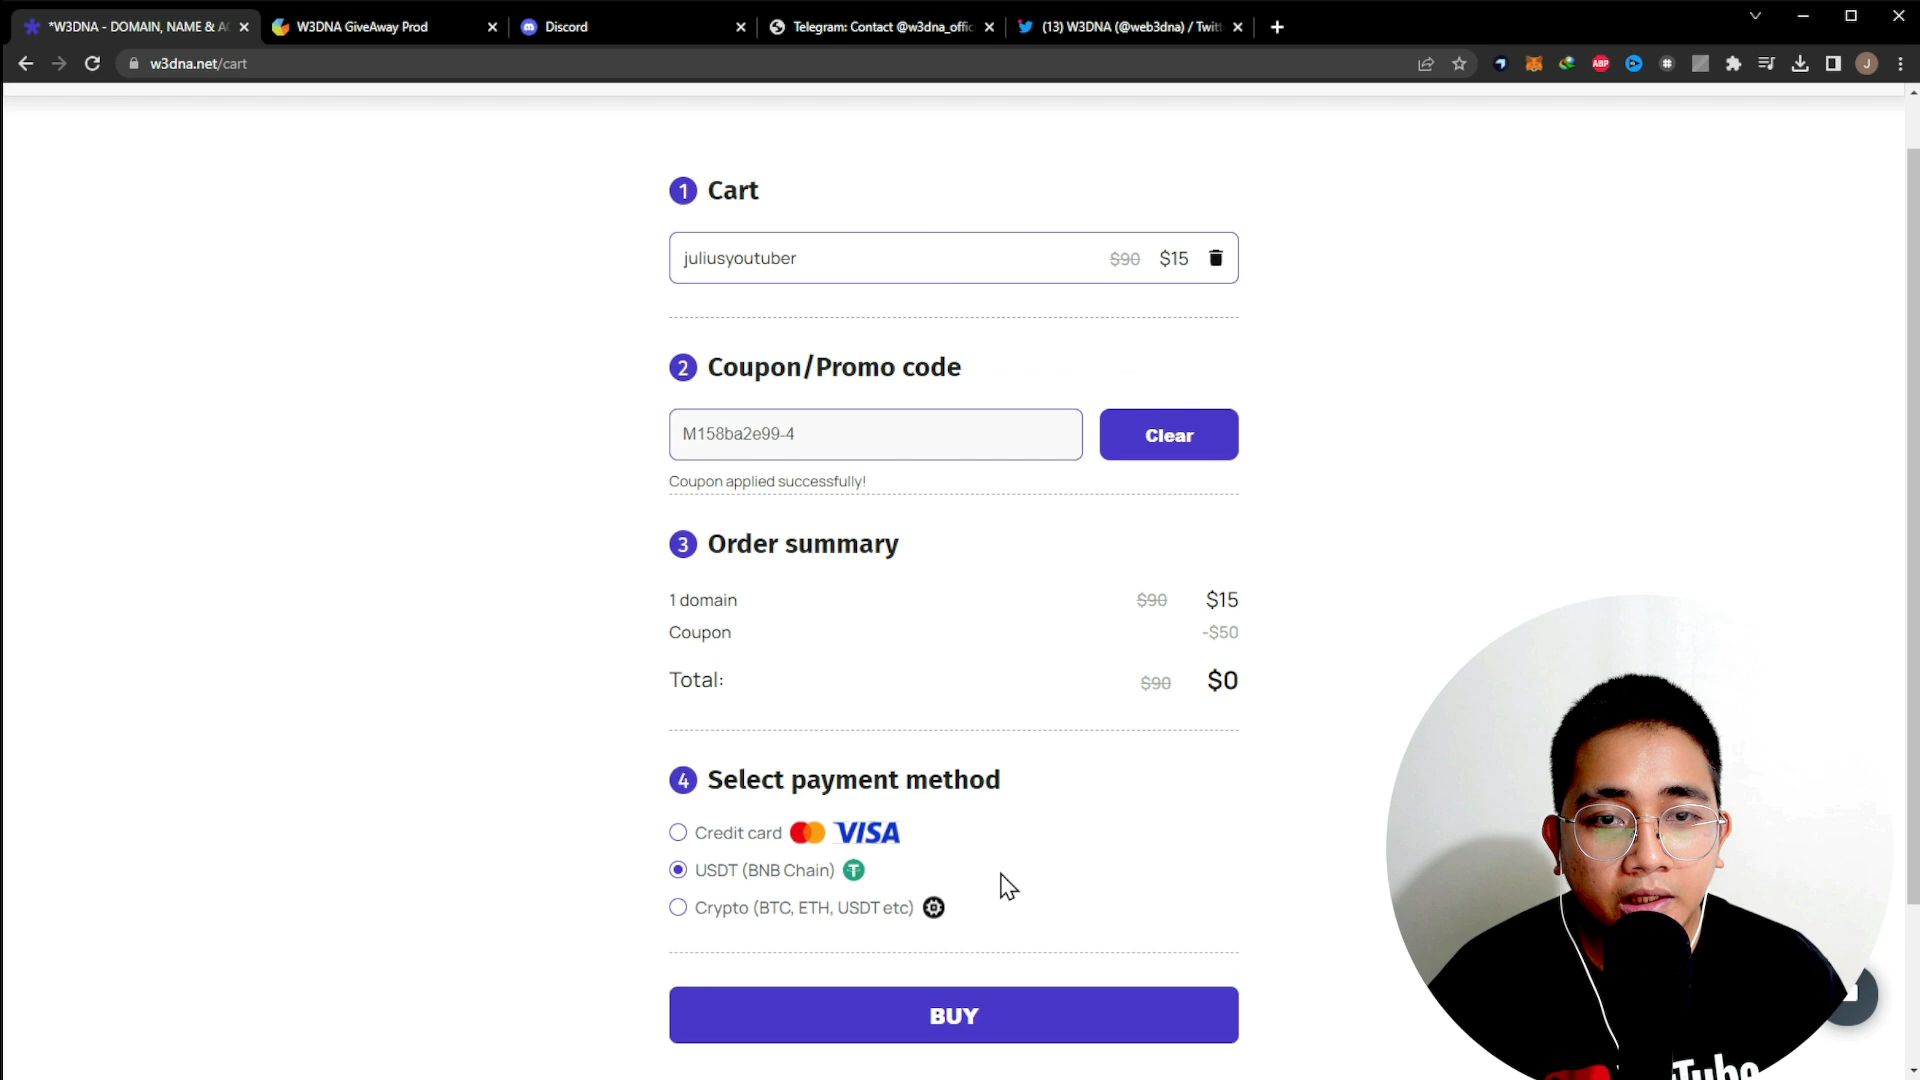 *W3DNA - DOMAIN, NAME & AC
W3DNA GiveAway Prod
Discord
Telegram: Contact @w3dna_offic
(13) W3DNA (@web3dna) / Twitt
w3dna.net/cart
ABP
J
1 Cart
juliusyoutuber $90 $15
2 Coupon/Promo code
M158ba2e99-4
Clear
Coupon applied successfully!
3 Order summary
1 domain $90 $15
Coupon -$50
Total: $90 $0
4 Select payment method
Credit card VISA
USDT (BNB Chain)
Crypto (BTC, ETH, USDT etc)
BUY
Tube